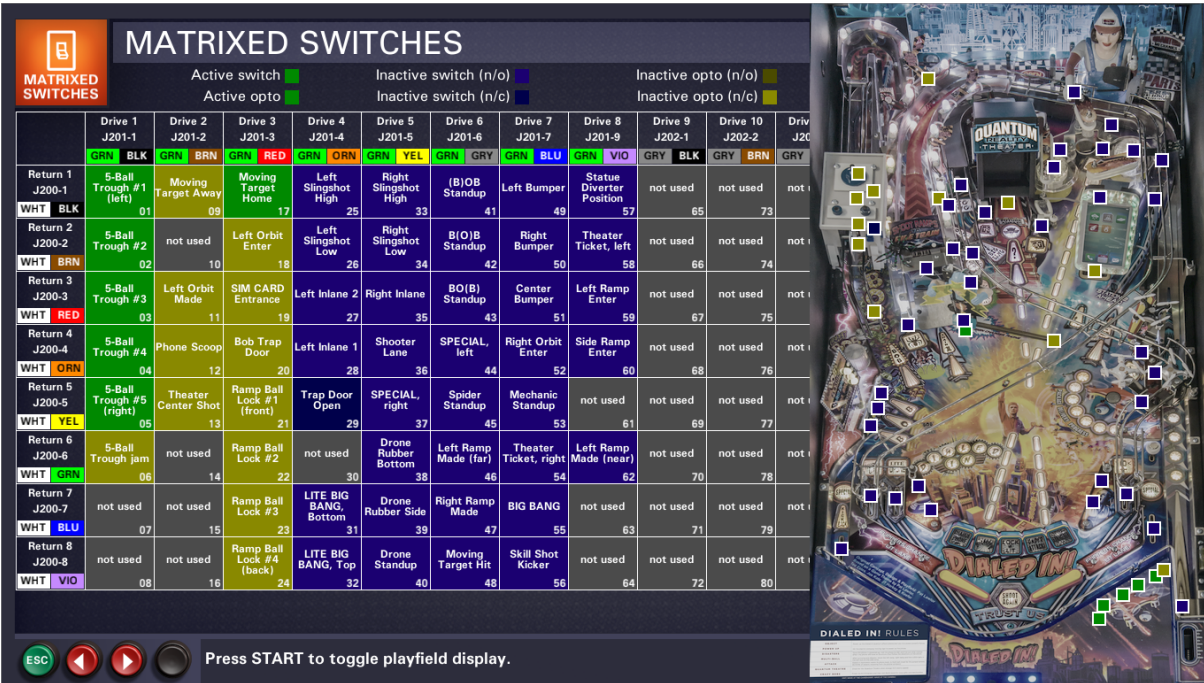 MATRIXED SWITCHES
MATRIXED
SWITCHES
Active switch
Inactive switch (n/o)
Inactive opto (n/o)
Active opto
Inactive switch (n/c)
Inactive opto (n/c)
Drive 1 Drive 2 Drive 3 Drive 4 Drive 5 Drive 6 Drive 7 Drive 8 Drive 9 Drive 10 Driv
J201-1 J201-2 J201-3 J201-4 J201-5 J201-6 J201-7 J201-9 J202-1 J202-2 J20
GRN BLK GRN BRN GRN RED GRN ORN GRN YEL GRN GRY GRN BLU GRN VIO GRY BLK GRY BRN GRY
Return 1
J200-1
WHT BLK
5-Ball
Trough #1
(left)
01
Moving
Target Away
09
Moving
Target
Home
17
Left
Slingshot
High
25
Right
Slingshot
High
33
(B)OB
Standup
41
Left Bumper
49
Statue
Diverter
Position
57
not used
65
not used
73
not
Return 2
J200-2
WHT BRN
5-Ball
Trough #2
02
not used
10
Left Orbit
Enter
18
Left
Slingshot
Low
26
Right
Slingshot
Low
34
B(O)B
Standup
42
Right
Bumper
50
Theater
Ticket, left
58
not used
66
not used
74
not
Return 3
J200-3
WHT RED
5-Ball
Trough #3
03
Left Orbit
Made
11
SIM CARD
Entrance
19
Left Inlane 2
27
Right Inlane
35
BO(B)
Standup
43
Center
Bumper
51
Left Ramp
Enter
59
not used
67
not used
75
not
Return 4
J200-4
WHT ORN
5-Ball
Trough #4
04
Phone Scoop
12
Bob Trap
Door
20
Left Inlane 1
28
Shooter
Lane
36
SPECIAL,
left
44
Right Orbit
Enter
52
Side Ramp
Enter
60
not used
68
not used
76
not
Return 5
J200-5
WHT YEL
5-Ball
Trough #5
(right)
05
Theater
Center Shot
13
Ramp Ball
Lock #1
(front)
21
Trap Door
Open
29
SPECIAL,
right
37
Spider
Standup
45
Mechanic
Standup
53
not used
61
not used
69
not used
77
not
Return 6
J200-6
WHT GRN
5-Ball
Trough jam
06
not used
14
Ramp Ball
Lock #2
22
not used
30
Drone
Rubber
Bottom
38
Left Ramp
Made (far)
46
Theater
Ticket, right
54
Left Ramp
Made (near)
62
not used
70
not used
78
not
Return 7
J200-7
WHT BLU
not used
07
not used
15
Ramp Ball
Lock #3
23
LITE BIG
BANG,
Bottom
31
Drone
Rubber Side
39
Right Ramp
Made
47
BIG BANG
55
not used
63
not used
71
not used
79
not
Return 8
J200-8
WHT VIO
not used
08
not used
16
Ramp Ball
Lock #4
(back)
24
LITE BIG
BANG, Top
32
Drone
Standup
40
Moving
Target Hit
48
Skill Shot
Kicker
56
not used
64
not used
72
not used
80
not
ESC
Press START to toggle playfield display.
QUANTUM
THEATER
DIALED IN!
SHOOT
AGAIN
TRUST US
DIALED IN! RULES
DIALED IN!